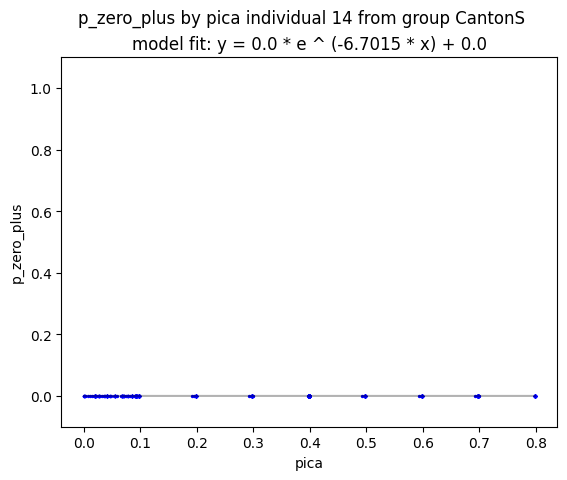 p_zero_plus by pica individual 14 from group CantonS
model fit: y = 0.0 * e ^ (-6.7015 * x) + 0.0
1.0
0.8
0.6
0.4
0.2
0.0
p_zero_plus
0.0 0.1 0.2 0.3 0.4 0.5 0.6 0.7 0.8
pica